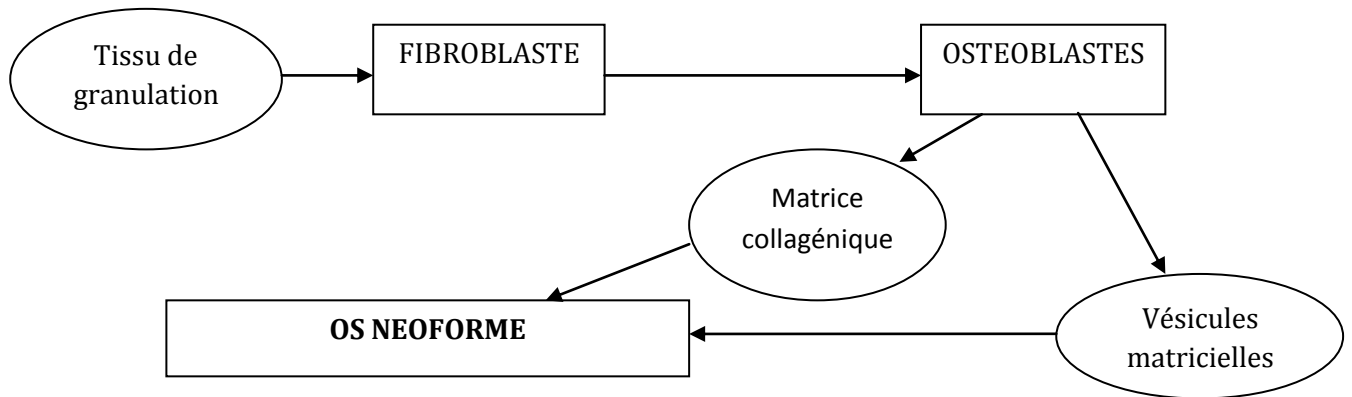 Tissu de
granulation
FIBROBLASTE
OSTEOBLASTES
Matrice
collagénique
Vésicules
matricielles
OS NEOFORME